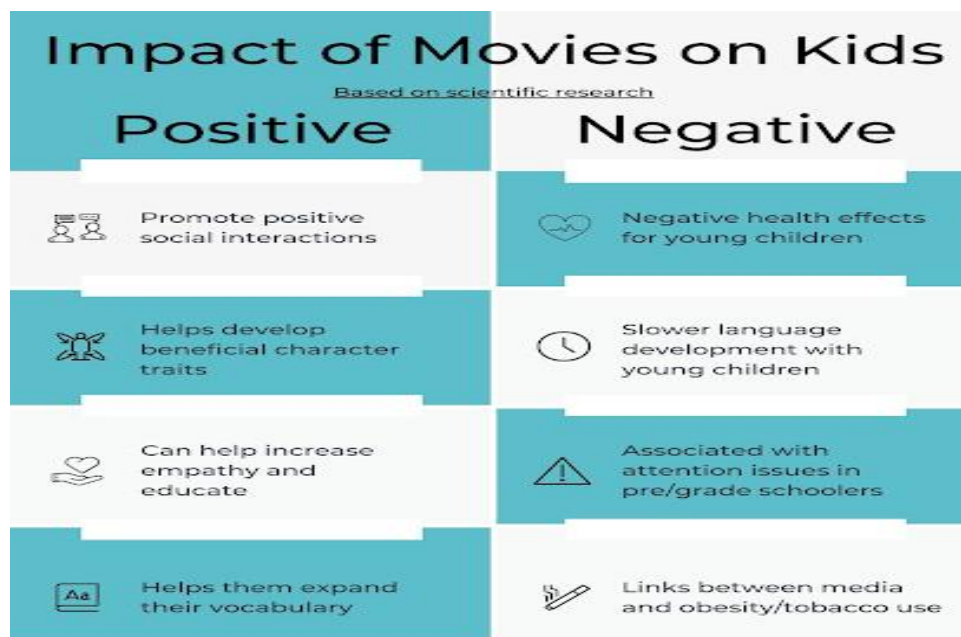 Impact of Movies on Kids
Based on scientific research
Positive
Negative
Promote positive
social interactions
Negative health effects
for young children
Helps develop
beneficial character
traits
Slower language
development with
young children
Can help increase
empathy and
educate
Associated with
attention issues in
pre/grade schoolers
Aa
Helps them expand
their vocabulary
Links between media
and obesity/tobacco use